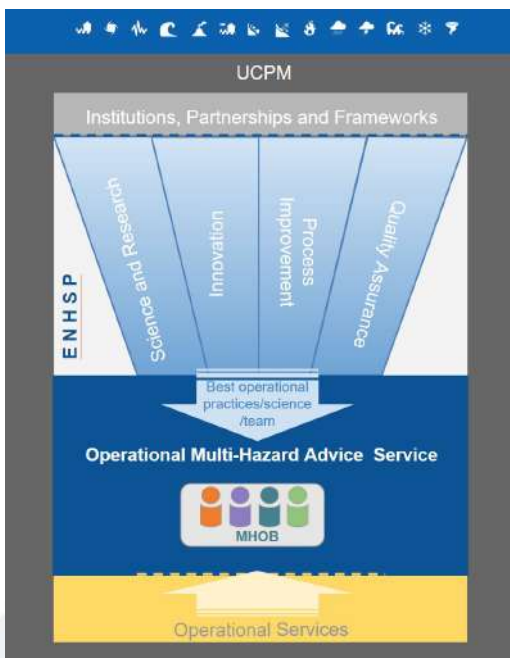 UCPM
Institutions, Partnerships and Frameworks
Science and Research
Innovation
Process
Improvement
Quality Assurance
ENHSP
Best operational
practices/science
/team
Operational Multi-Hazard Advice Service
MHOB
Operational Services